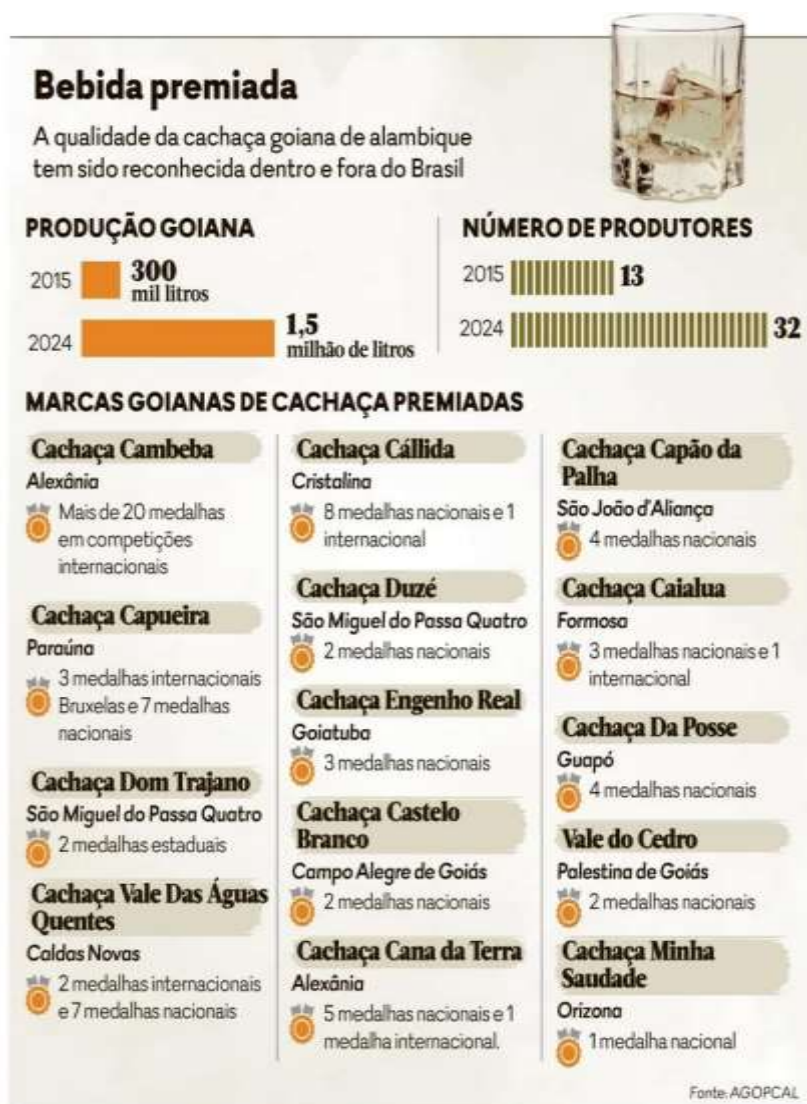 Bebida premiada
A qualidade da cachaça goiana de alambique
tem sido reconhecida dentro e fora do Brasil
PRODUÇÃO GOIANA
2015 300
mil litros
2024 1,5
milhão de litros
NÚMERO DE PRODUTORES
2015 13
2024 32
MARCAS GOIANAS DE CACHAÇA PREMIADAS
Cachaça Cambeba
Alexânia
Mais de 20 medalhas
em competições
internacionais
Cachaça Capueira
Paraúna
3 medalhas internacionais
Bruxelas e 7 medalhas
nacionais
Cachaça Dom Trajano
São Miguel do Passa Quatro
2 medalhas estaduais
Cachaça Vale Das Águas
Quentes
Caldas Novas
2 medalhas internacionais
e 7 medalhas nacionais
Cachaça Cállida
Cristalina
8 medalhas nacionais e 1
internacional
Cachaça Duzé
São Miguel do Passa Quatro
2 medalhas nacionais
Cachaça Engenho Real
Goiatuba
3 medalhas nacionais
Cachaça Castelo
Branco
Campo Alegre de Goiás
2 medalhas nacionais
Cachaça Cana da Terra
Alexânia
5 medalhas nacionais e 1
medalha internacional.
Cachaça Capão da
Palha
São João d'Aliança
4 medalhas nacionais
Cachaça Caialua
Formosa
3 medalhas nacionais e 1
internacional
Cachaça Da Posse
Guapó
4 medalhas nacionais
Vale do Cedro
Palestina de Goiás
2 medalhas nacionais
Cachaça Minha
Saudade
Orizona
1 medalha nacional
Fonte: AGOPCAL